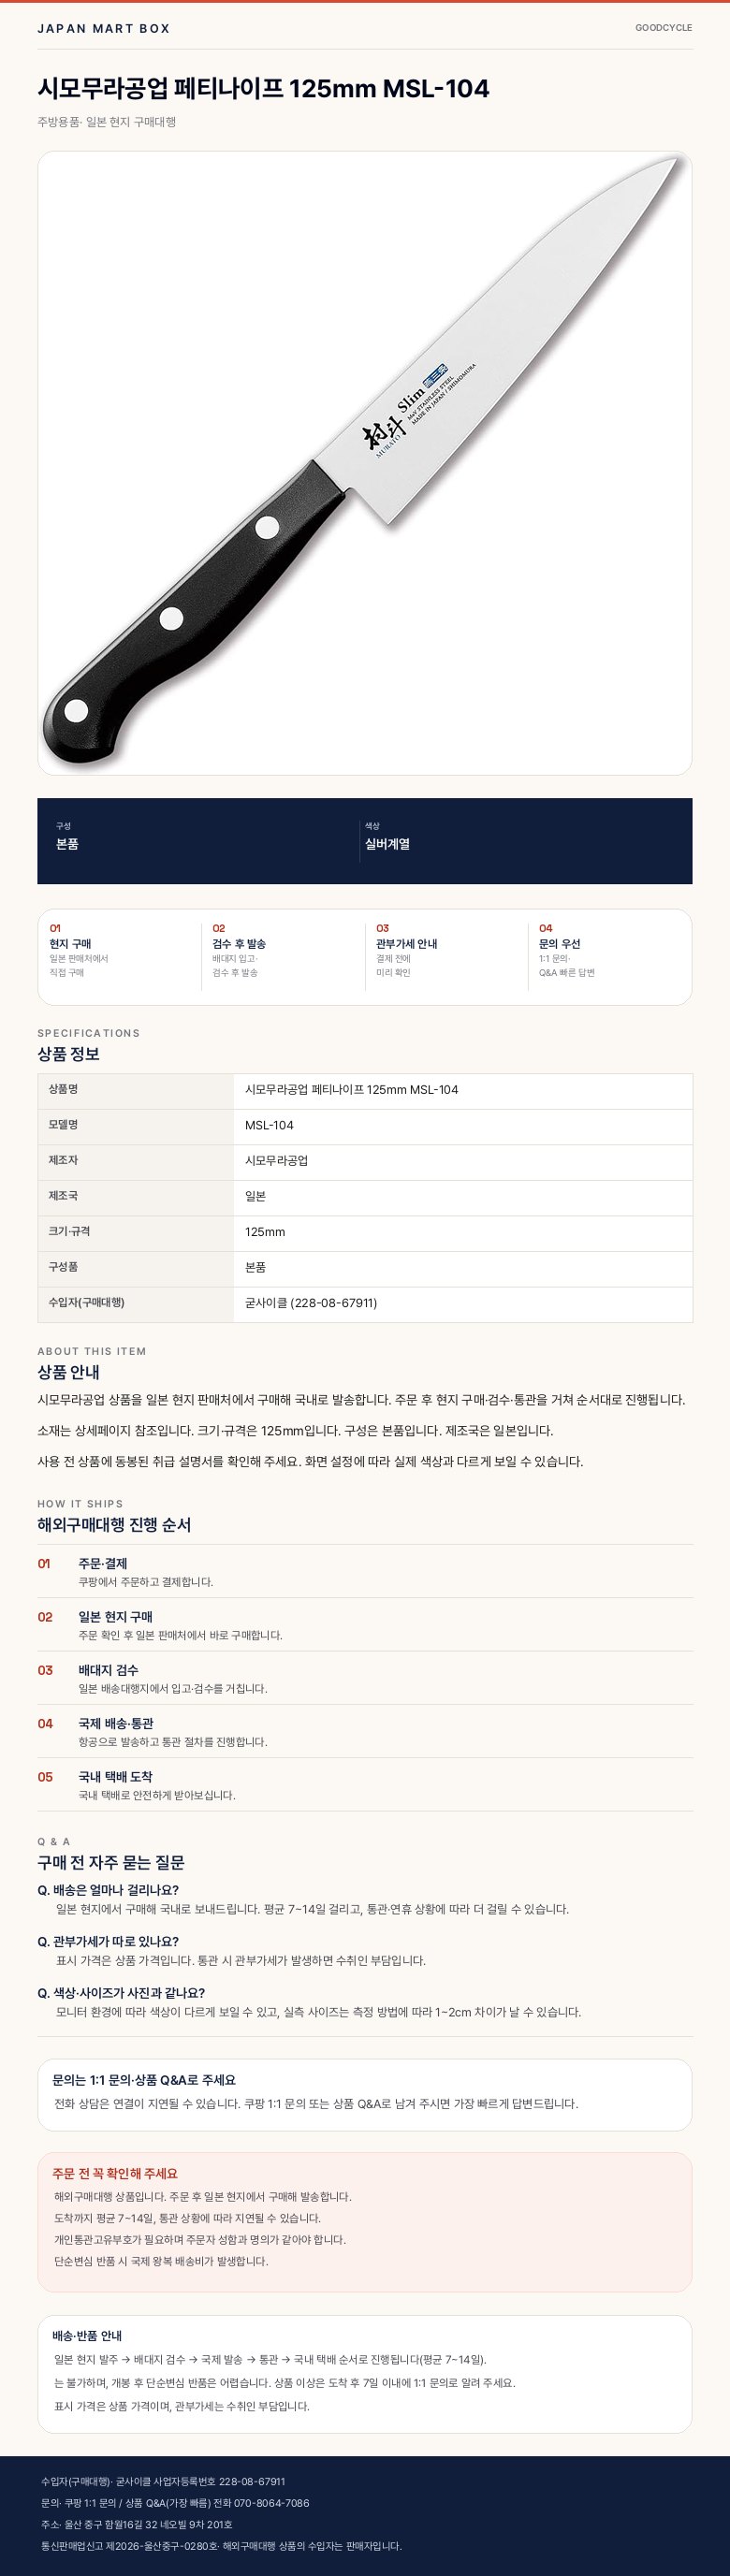 JAPAN MART BOX
GOODCYCLE
시모무라공업 페티나이프 125mm MSL-104
주방용품· 일본 현지 구매대행
村斗
MURATO
Slim
MoV STAINLESS STEEL
MADE IN JAPAN / SHIMOMURA
구성
본품
색상
실버계열
01
현지 구매
일본 판매처에서
직접 구매
02
검수 후 발송
배대지 입고·
검수 후 발송
03
관부가세 안내
결제 전에
미리 확인
04
문의 우선
1:1 문의·
Q&A 빠른 답변
SPECIFICATIONS
상품 정보
상품명 시모무라공업 페티나이프 125mm MSL-104
모델명 MSL-104
제조자 시모무라공업
제조국 일본
크기·규격 125mm
구성품 본품
수입자(구매대행) 굳사이클 (228-08-67911)
ABOUT THIS ITEM
상품 안내
시모무라공업 상품을 일본 현지 판매처에서 구매해 국내로 발송합니다. 주문 후 현지 구매·검수·통관을 거쳐 순서대로 진행됩니다.
소재는 상세페이지 참조입니다. 크기·규격은 125mm입니다. 구성은 본품입니다. 제조국은 일본입니다.
사용 전 상품에 동봉된 취급 설명서를 확인해 주세요. 화면 설정에 따라 실제 색상과 다르게 보일 수 있습니다.
HOW IT SHIPS
해외구매대행 진행 순서
01 주문·결제
쿠팡에서 주문하고 결제합니다.
02 일본 현지 구매
주문 확인 후 일본 판매처에서 바로 구매합니다.
03 배대지 검수
일본 배송대행지에서 입고·검수를 거칩니다.
04 국제 배송·통관
항공으로 발송하고 통관 절차를 진행합니다.
05 국내 택배 도착
국내 택배로 안전하게 받아보십니다.
Q & A
구매 전 자주 묻는 질문
Q. 배송은 얼마나 걸리나요?
일본 현지에서 구매해 국내로 보내드립니다. 평균 7~14일 걸리고, 통관·연휴 상황에 따라 더 걸릴 수 있습니다.
Q. 관부가세가 따로 있나요?
표시 가격은 상품 가격입니다. 통관 시 관부가세가 발생하면 수취인 부담입니다.
Q. 색상·사이즈가 사진과 같나요?
모니터 환경에 따라 색상이 다르게 보일 수 있고, 실측 사이즈는 측정 방법에 따라 1~2cm 차이가 날 수 있습니다.
문의는 1:1 문의·상품 Q&A로 주세요
전화 상담은 연결이 지연될 수 있습니다. 쿠팡 1:1 문의 또는 상품 Q&A로 남겨 주시면 가장 빠르게 답변드립니다.
주문 전 꼭 확인해 주세요
해외구매대행 상품입니다. 주문 후 일본 현지에서 구매해 발송합니다.
도착까지 평균 7~14일, 통관 상황에 따라 지연될 수 있습니다.
개인통관고유부호가 필요하며 주문자 성함과 명의가 같아야 합니다.
단순변심 반품 시 국제 왕복 배송비가 발생합니다.
배송·반품 안내
일본 현지 발주 → 배대지 검수 → 국제 발송 → 통관 → 국내 택배 순서로 진행됩니다(평균 7~14일).
는 불가하며, 개봉 후 단순변심 반품은 어렵습니다. 상품 이상은 도착 후 7일 이내에 1:1 문의로 알려 주세요.
표시 가격은 상품 가격이며, 관부가세는 수취인 부담입니다.
수입자(구매대행)· 굳사이클 사업자등록번호 228-08-67911
문의· 쿠팡 1:1 문의 / 상품 Q&A(가장 빠름) 전화 070-8064-7086
주소· 울산 중구 함월16길 32 네오빌 9차 201호
통신판매업신고 제2026-울산중구-0280호· 해외구매대행 상품의 수입자는 판매자입니다.